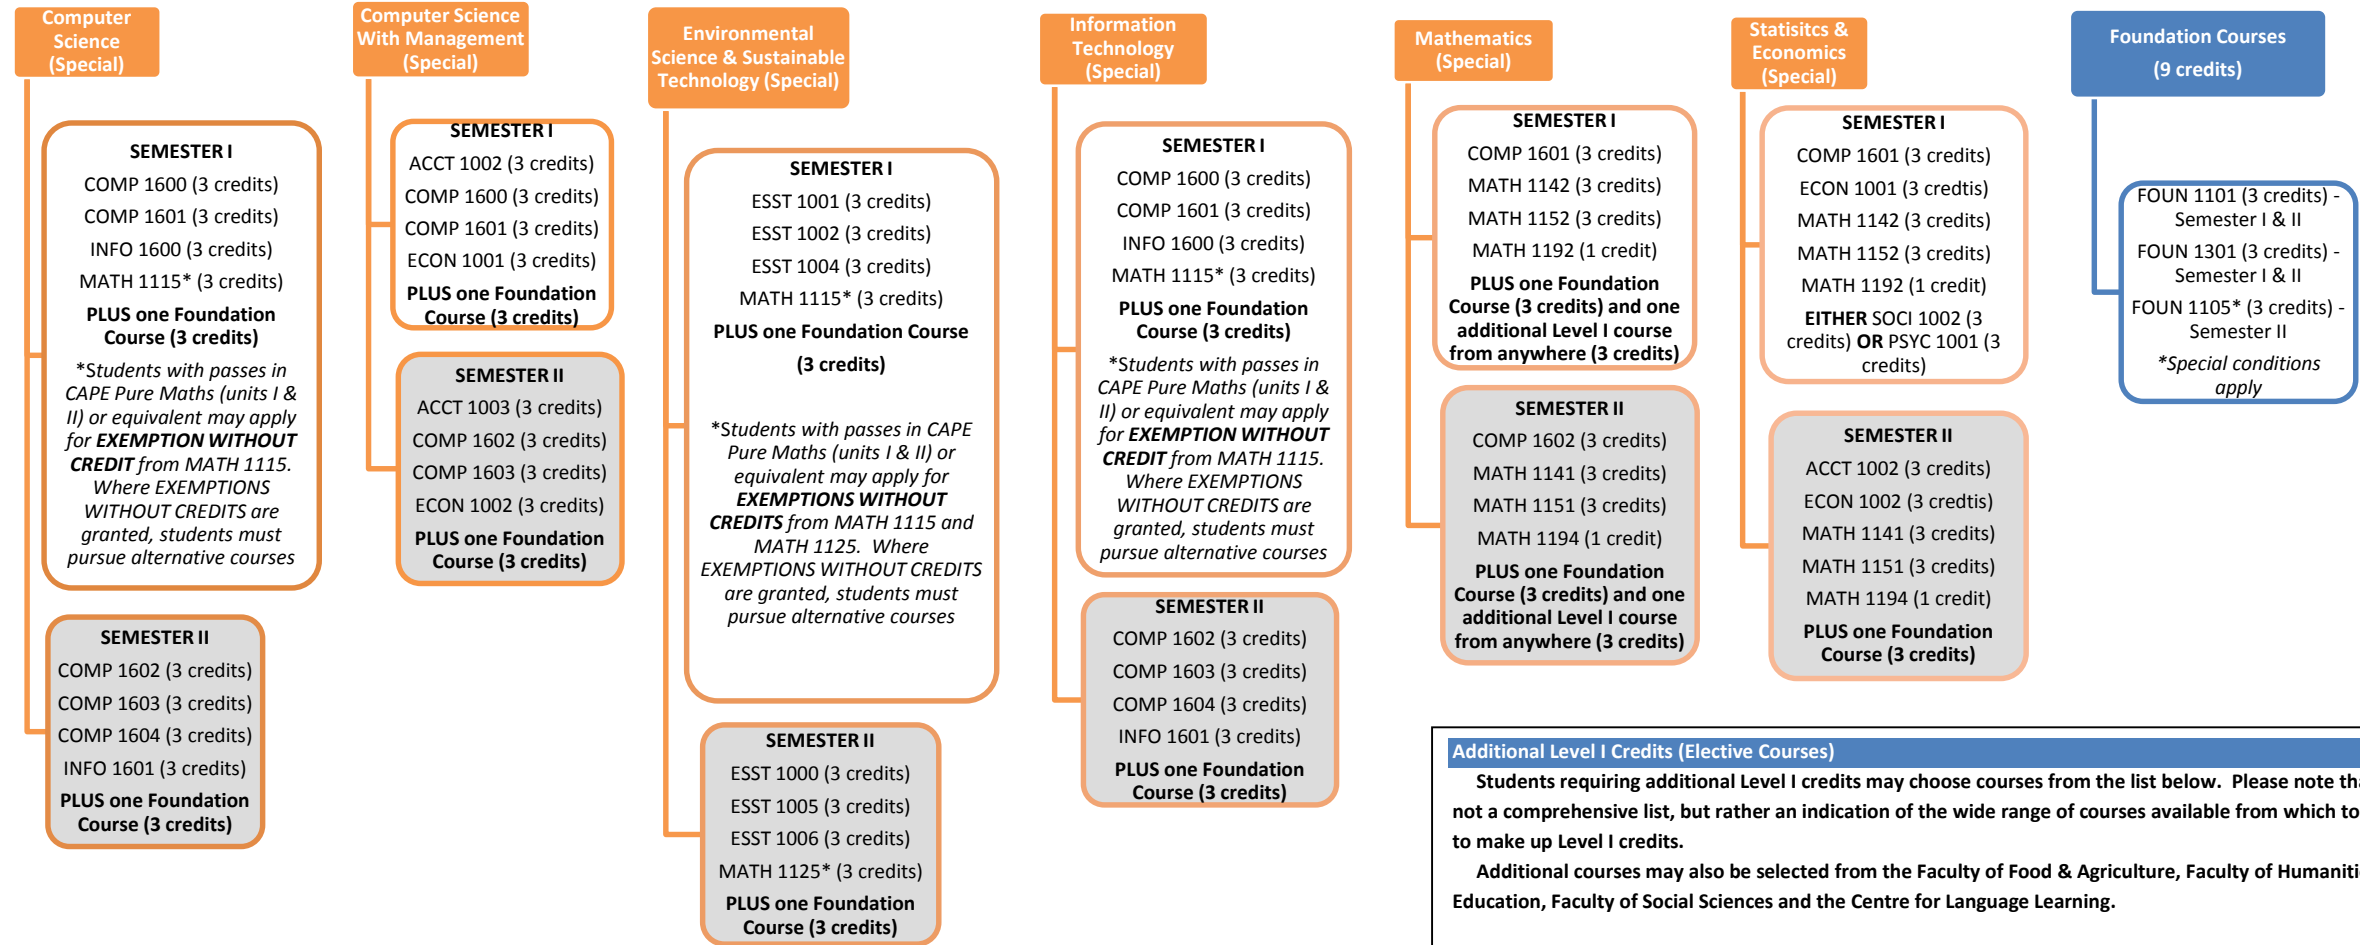 Computer
Science
(Special)
SEMESTER I
COMP 1600 (3 credits)
COMP 1601 (3 credits)
INFO 1600 (3 credits)
MATH 1115* (3 credits)
PLUS one Foundation
Course (3 credits)
*Students with passes in
CAPE Pure Maths (units I &
II) or equivalent may apply
for EXEMPTION WITHOUT
CREDIT from MATH 1115.
Where EXEMPTIONS
WITHOUT CREDITS are
granted, students must
pursue alternative courses
SEMESTER II
COMP 1602 (3 credits)
COMP 1603 (3 credits)
COMP 1604 (3 credits)
INFO 1601 (3 credits)
PLUS one Foundation
Course (3 credits)
Computer Science
With Management
(Special)
SEMESTER I
ACCT 1002 (3 credits)
COMP 1600 (3 credits)
COMP 1601 (3 credits)
ECON 1001 (3 credits)
PLUS one Foundation
Course (3 credits)
SEMESTER II
ACCT 1003 (3 credits)
COMP 1602 (3 credits)
COMP 1603 (3 credits)
ECON 1002 (3 credits)
PLUS one Foundation
Course (3 credits)
Environmental
Science & Sustainable
Technology (Special)
SEMESTER I
ESST 1001 (3 credits)
ESST 1002 (3 credits)
ESST 1004 (3 credits)
MATH 1115* (3 credits)
PLUS one Foundation Course
(3 credits)
*Students with passes in CAPE
Pure Maths (units I & II) or
equivalent may apply for
EXEMPTIONS WITHOUT
CREDITS from MATH 1115 and
MATH 1125.  Where
EXEMPTIONS WITHOUT CREDITS
are granted, students must
pursue alternative courses
SEMESTER II
ESST 1000 (3 credits)
ESST 1005 (3 credits)
ESST 1006 (3 credits)
MATH 1125* (3 credits)
PLUS one Foundation
Course (3 credits)
Information
Technology
(Special)
SEMESTER I
COMP 1600 (3 credits)
COMP 1601 (3 credits)
INFO 1600 (3 credits)
MATH 1115* (3 credits)
PLUS one Foundation
Course (3 credits)
*Students with passes in
CAPE Pure Maths (units I &
II) or equivalent may apply
for EXEMPTION WITHOUT
CREDIT from MATH 1115.
Where EXEMPTIONS
WITHOUT CREDITS are
granted, students must
pursue alternative courses
SEMESTER II
COMP 1602 (3 credits)
COMP 1603 (3 credits)
COMP 1604 (3 credits)
INFO 1601 (3 credits)
PLUS one Foundation
Course (3 credits)
Mathematics
(Special)
SEMESTER I
COMP 1601 (3 credits)
MATH 1142 (3 credits)
MATH 1152 (3 credits)
MATH 1192 (1 credit)
PLUS one Foundation
Course (3 credits) and one
additional Level I course
from anywhere (3 credits)
SEMESTER II
COMP 1602 (3 credits)
MATH 1141 (3 credits)
MATH 1151 (3 credits)
MATH 1194 (1 credit)
PLUS one Foundation
Course (3 credits) and one
additional Level I course
from anywhere (3 credits)
Statisitcs &
Economics
(Special)
SEMESTER I
COMP 1601 (3 credits)
ECON 1001 (3 credtis)
MATH 1142 (3 credits)
MATH 1152 (3 credits)
MATH 1192 (1 credit)
EITHER SOCI 1002 (3
credits) OR PSYC 1001 (3
credits)
SEMESTER II
ACCT 1002 (3 credits)
ECON 1002 (3 credtis)
MATH 1141 (3 credits)
MATH 1151 (3 credits)
MATH 1194 (1 credit)
PLUS one Foundation
Course (3 credits)
Foundation Courses
(9 credits)
FOUN 1101 (3 credits) -
Semester I & II
FOUN 1301 (3 credits) -
Semester I & II
FOUN 1105* (3 credits) -
Semester II
*Special conditions
apply
Additional Level I Credits (Elective Courses)
Students requiring additional Level I credits may choose courses from the list below.  Please note
not a comprehensive list, but rather an indication of the wide range of courses available from which to
to make up Level I credits.
Additional courses may also be selected from the Faculty of Food & Agriculture, Faculty of
Education, Faculty of Social Sciences and the Centre for Language Learning.